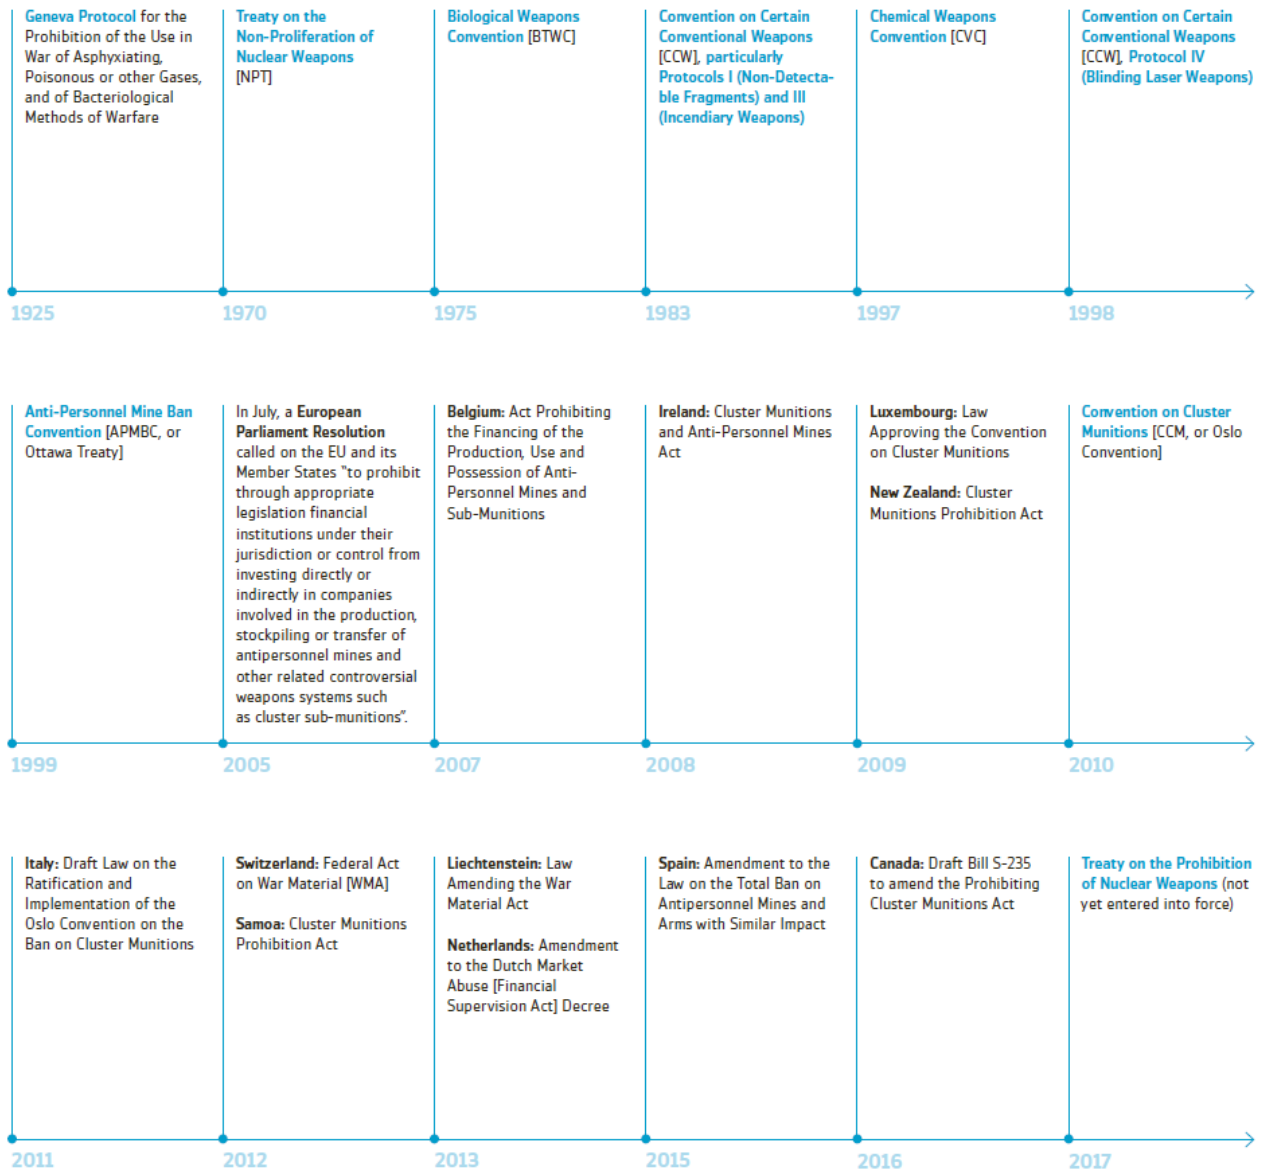 Geneva Protocol for the
Prohibition of the Use in
War of Asphyxiating,
Poisonous or other Gases,
and of Bacteriological
Methods of Warfare
1925
Treaty on the
Non-Proliferation of
Nuclear Weapons
[NPT]
1970
Biological Weapons
Convention [BTWC]
1975
Convention on Certain
Conventional Weapons
[CCW], particularly
Protocols I (Non-Detecta-
ble Fragments) and III
(Incendiary Weapons)
1983
Chemical Weapons
Convention [CVC]
1997
Convention on Certain
Conventional Weapons
[CCW], Protocol IV
(Blinding Laser Weapons)
1998
Anti-Personnel Mine Ban
Convention [APMBC, or
Ottawa Treaty]
1999
In July, a European
Parliament Resolution
called on the EU and its
Member States “to prohibit
through appropriate
legislation financial
institutions under their
jurisdiction or control from
investing directly or
indirectly in companies
involved in the production,
stockpiling or transfer of
antipersonnel mines and
other related controversial
weapons systems such
as cluster sub-munitions”.
2005
Belgium: Act Prohibiting
the Financing of the
Production, Use and
Possession of Anti-
Personnel Mines and
Sub-Munitions
2007
Ireland: Cluster Munitions
and Anti-Personnel Mines
Act
2008
Luxembourg: Law
Approving the Convention
on Cluster Munitions
New Zealand: Cluster
Munitions Prohibition Act
2009
Convention on Cluster
Munitions [CCM, or Oslo
Convention]
2010
Italy: Draft Law on the
Ratification and
Implementation of the
Oslo Convention on the
Ban on Cluster Munitions
2011
Switzerland: Federal Act
on War Material [WMA]
Samoa: Cluster Munitions
Prohibition Act
2012
Liechtenstein: Law
Amending the War
Material Act
Netherlands: Amendment
to the Dutch Market
Abuse [Financial
Supervision Act] Decree
2013
Spain: Amendment to the
Law on the Total Ban on
Antipersonnel Mines and
Arms with Similar Impact
2015
Canada: Draft Bill S-235
to amend the Prohibiting
Cluster Munitions Act
2016
Treaty on the Prohibition
of Nuclear Weapons (not
yet entered into force)
2017